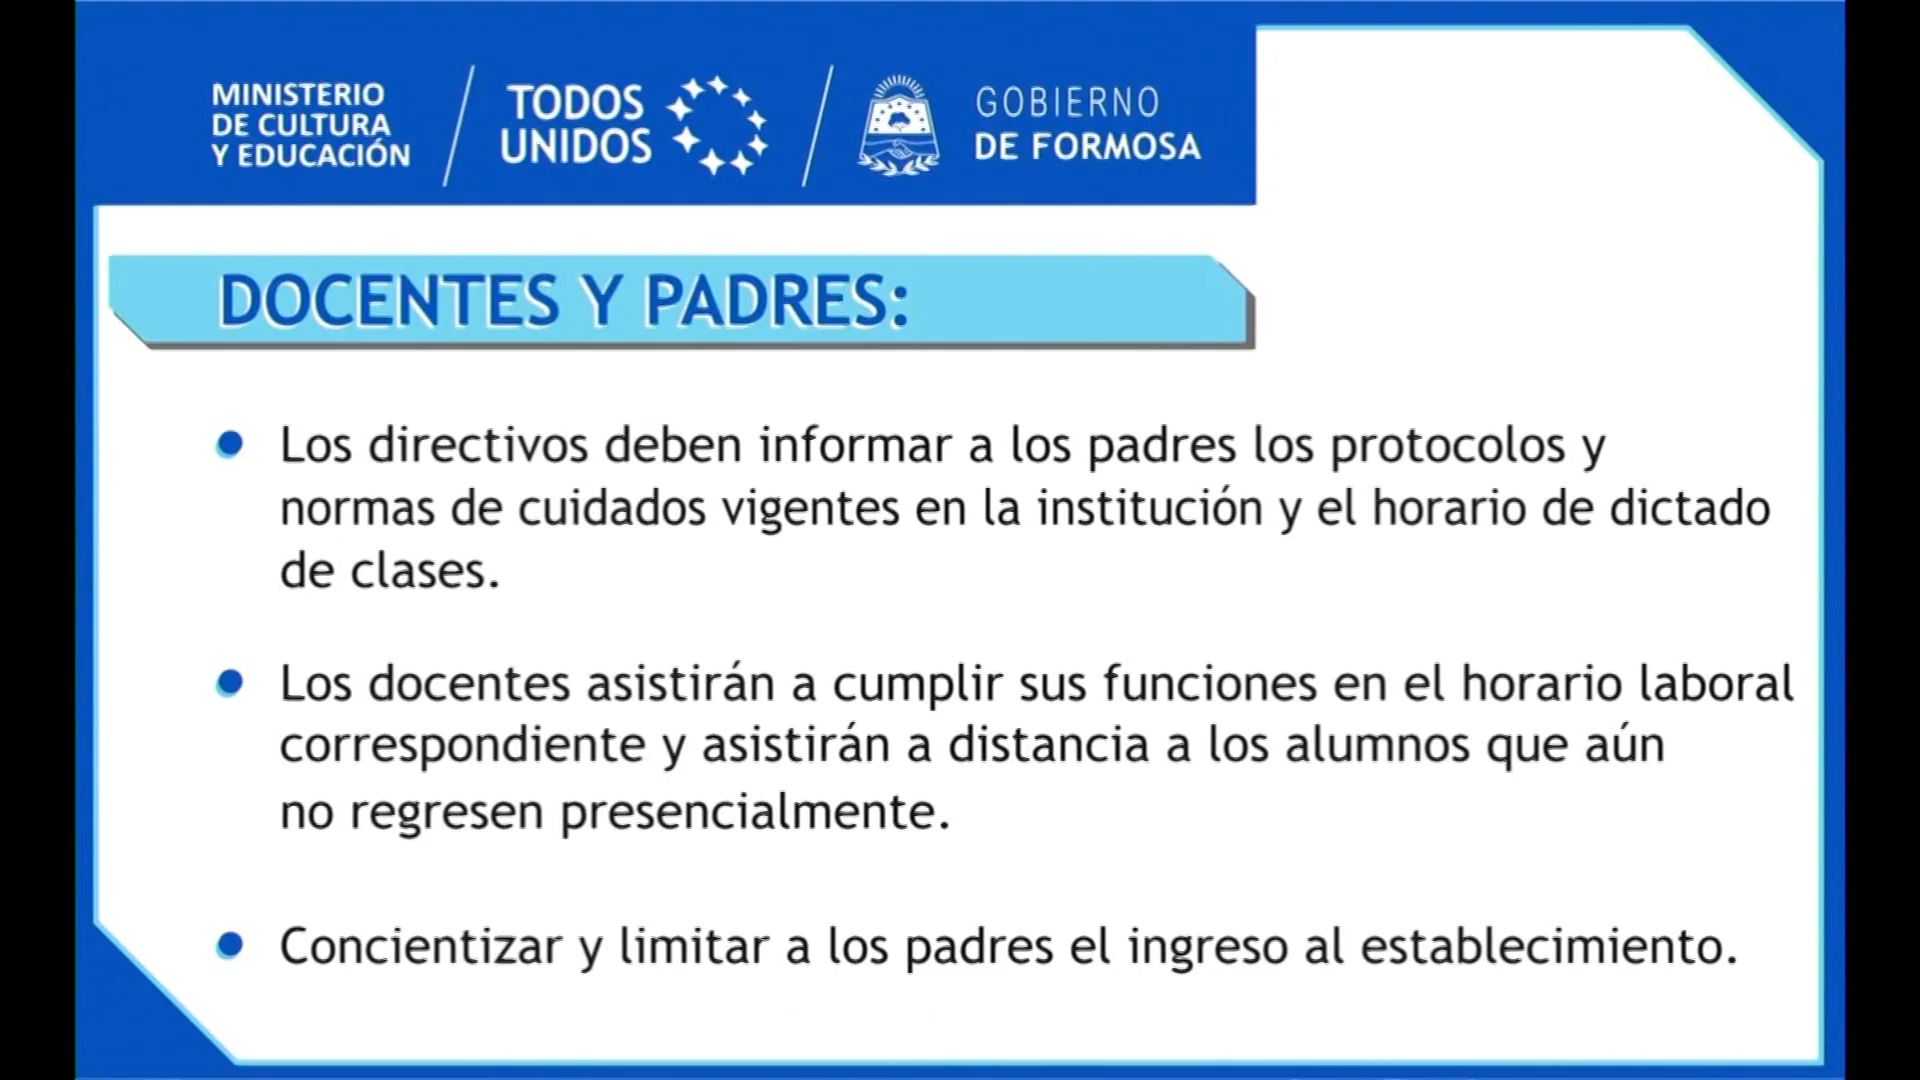 MINISTERIO
DE CULTURA
Y EDUCACIÓN
TODOS
UNIDOS
GOBIERNO
DE FORMOSA
DOCENTES Y PADRES:
Los directivos deben informar a los padres los protocolos y
normas de cuidados vigentes en la institución y el horario de dictado
de clases.
Los docentes asistirán a cumplir sus funciones en el horario laboral
correspondiente y asistirán a distancia a los alumnos que aún
no regresen presencialmente.
Concientizar y limitar a los padres el ingreso al establecimiento.